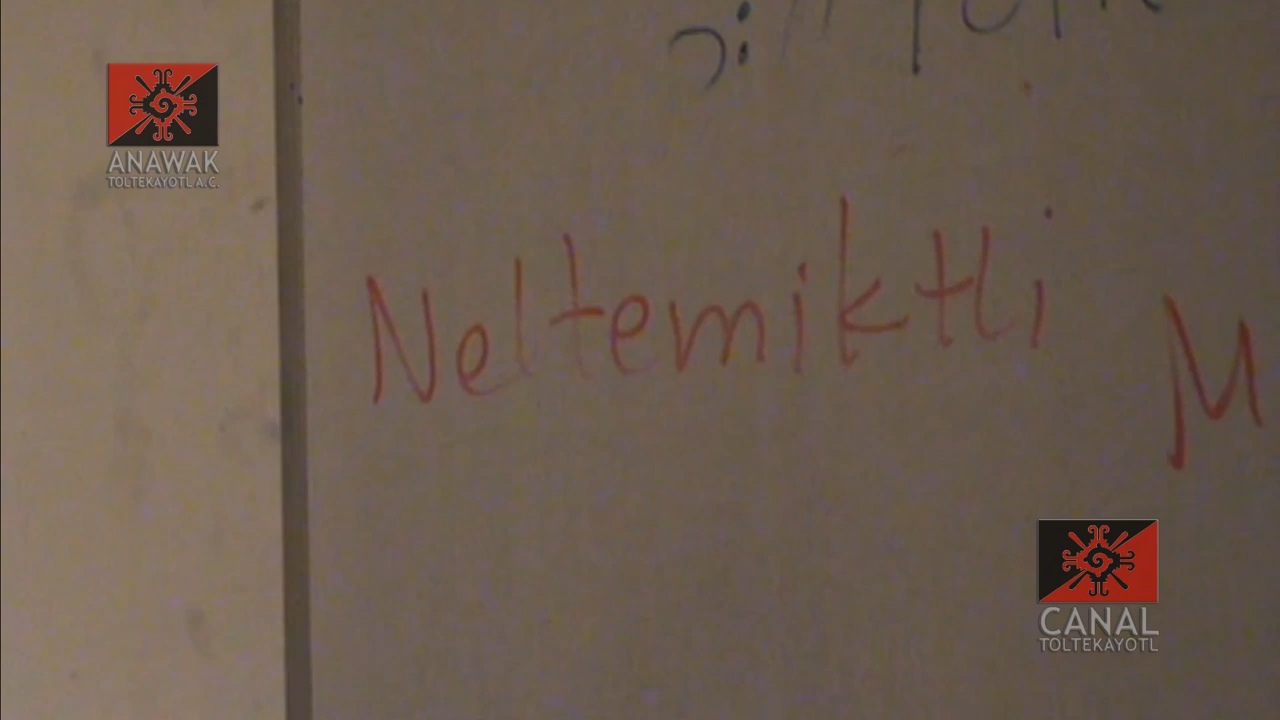 ANAWAK
TOLTEKAYOTL A.C.
Neltemiktli
M
CANAL
TOLTEKAYOTL